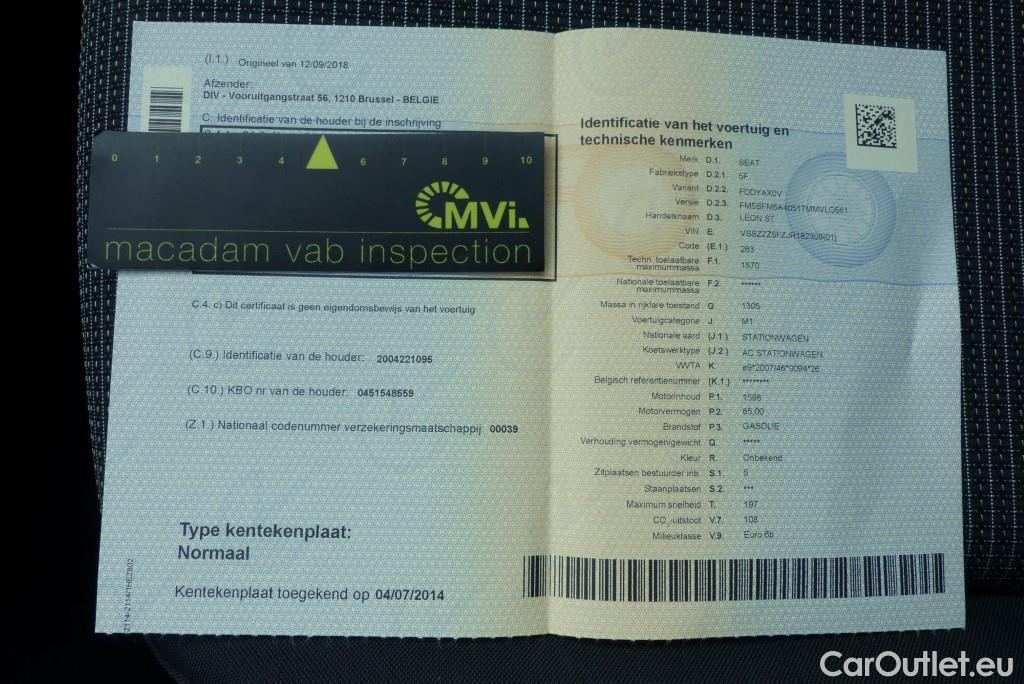 (I.1.) Origineel van 12/09/2018
Afzender:
DIV - Vooruitgangstraat 56, 1210 Brussel - BELGIE
C. Identificatie van de houder bij de inschrijving
0 1 2 3 4 6 7 8 9 10
MVi.
macadam vab inspection
C.4. c) Dit certificaat is geen eigendomsbewijs van het voertuig
(C.9.) Identificatie van de houder: 2004221095
(C.10.) KBO nr van de houder: 0451548559
(Z.1.) Nationaal codenummer verzekeringsmaatschappij: 00039
Type kentekenplaat:
Normaal
Kentekenplaat toegekend op 04/07/2014
Identificatie van het voertuig en
technische kenmerken
Merk D.1. SEAT
Fabriekstype D.2.1. 5F
Variant D.2.2. FDDYAX0V
Versie D.2.3.
Handelsnaam D.3. LEON ST
VIN E.
Code (E.1.) 283
Techn. toelaatbare
maximummassa F.1. 1870
Nationale toelaatbare
maximummassa F.2. ******
Massa in rijklare toestand G. 1305
Voertuigcategorie J. M1
Nationale aard (J.1) STATIONWAGEN
Koetswerktype (J.2) AC STATIONWAGEN
WVTA K. e9*2007/46*0094*26
Belgisch referentienummer (K.1) ********
Motorinhoud P.1. 1598
Motorvermogen P.2. 85,00
Brandstof P.3. GASOLIE
Verhouding vermogen/gewicht Q. *****
Kleur R. Onbekend
Zitplaatsen bestuurder inb. S.1. 5
Staanplaatsen S.2. ***
Maximum snelheid T. 197
CO2-uitstoot V.7. 108
Milieuklasse V.9. Euro 6b
CarOutlet.eu